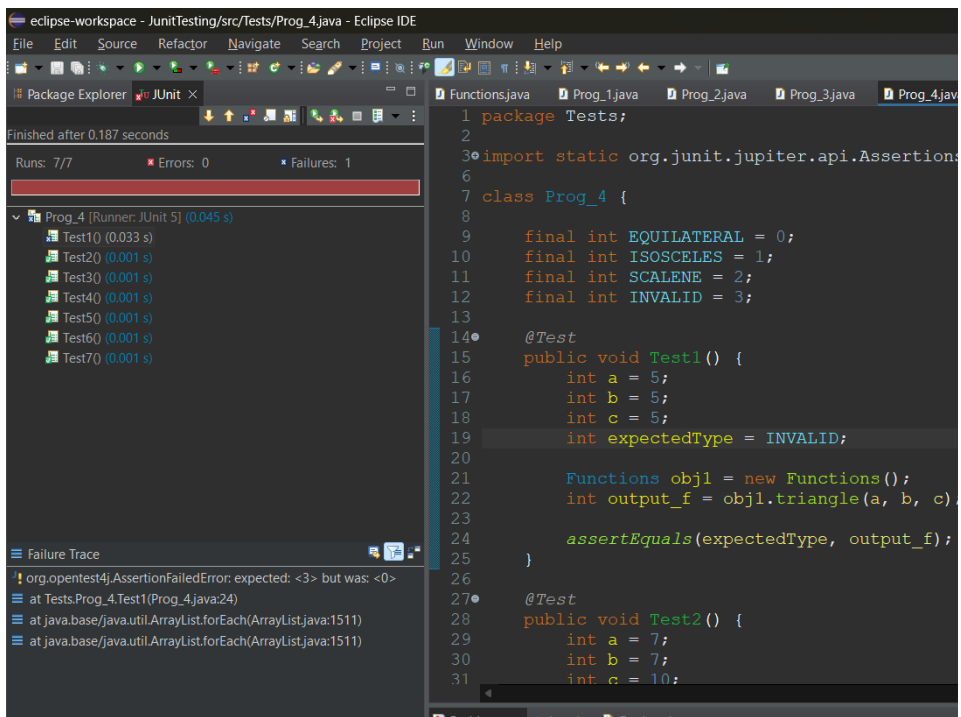 eclipse-workspace - JunitTesting/src/Tests/Prog_4.java - Eclipse IDE
File Edit Source Refactor Navigate Search Project Run Window Help
Package Explorer JUnit
Finished after 0.187 seconds
Runs: 7/7 Errors: 0 Failures: 1
Prog_4 [Runner: JUnit 5] (0.045 s)
Test1() (0.033 s)
Test2() (0.001 s)
Test3() (0.001 s)
Test4() (0.001 s)
Test5() (0.001 s)
Test6() (0.001 s)
Test7() (0.001 s)
Failure Trace
org.opentest4j.AssertionFailedError: expected: <3> but was: <0>
at Tests.Prog_4.Test1(Prog_4.java:24)
at java.base/java.util.ArrayList.forEach(ArrayList.java:1511)
at java.base/java.util.ArrayList.forEach(ArrayList.java:1511)
Functions.java Prog_1.java Prog_2.java Prog_3.java Prog_4.jav
1 package Tests;
2
3 import static org.junit.jupiter.api.Assertions
6
7 class Prog_4 {
8
9 final int EQUILATERAL = 0;
10 final int ISOSCELES = 1;
11 final int SCALENE = 2;
12 final int INVALID = 3;
13
14 @Test
15 public void Test1() {
16 int a = 5;
17 int b = 5;
18 int c = 5;
19 int expectedType = INVALID;
20
21 Functions obj1 = new Functions();
22 int output_f = obj1.triangle(a, b, c);
23
24 assertEquals(expectedType, output_f);
25 }
26
27 @Test
28 public void Test2() {
29 int a = 7;
30 int b = 7;
31 int c = 10;